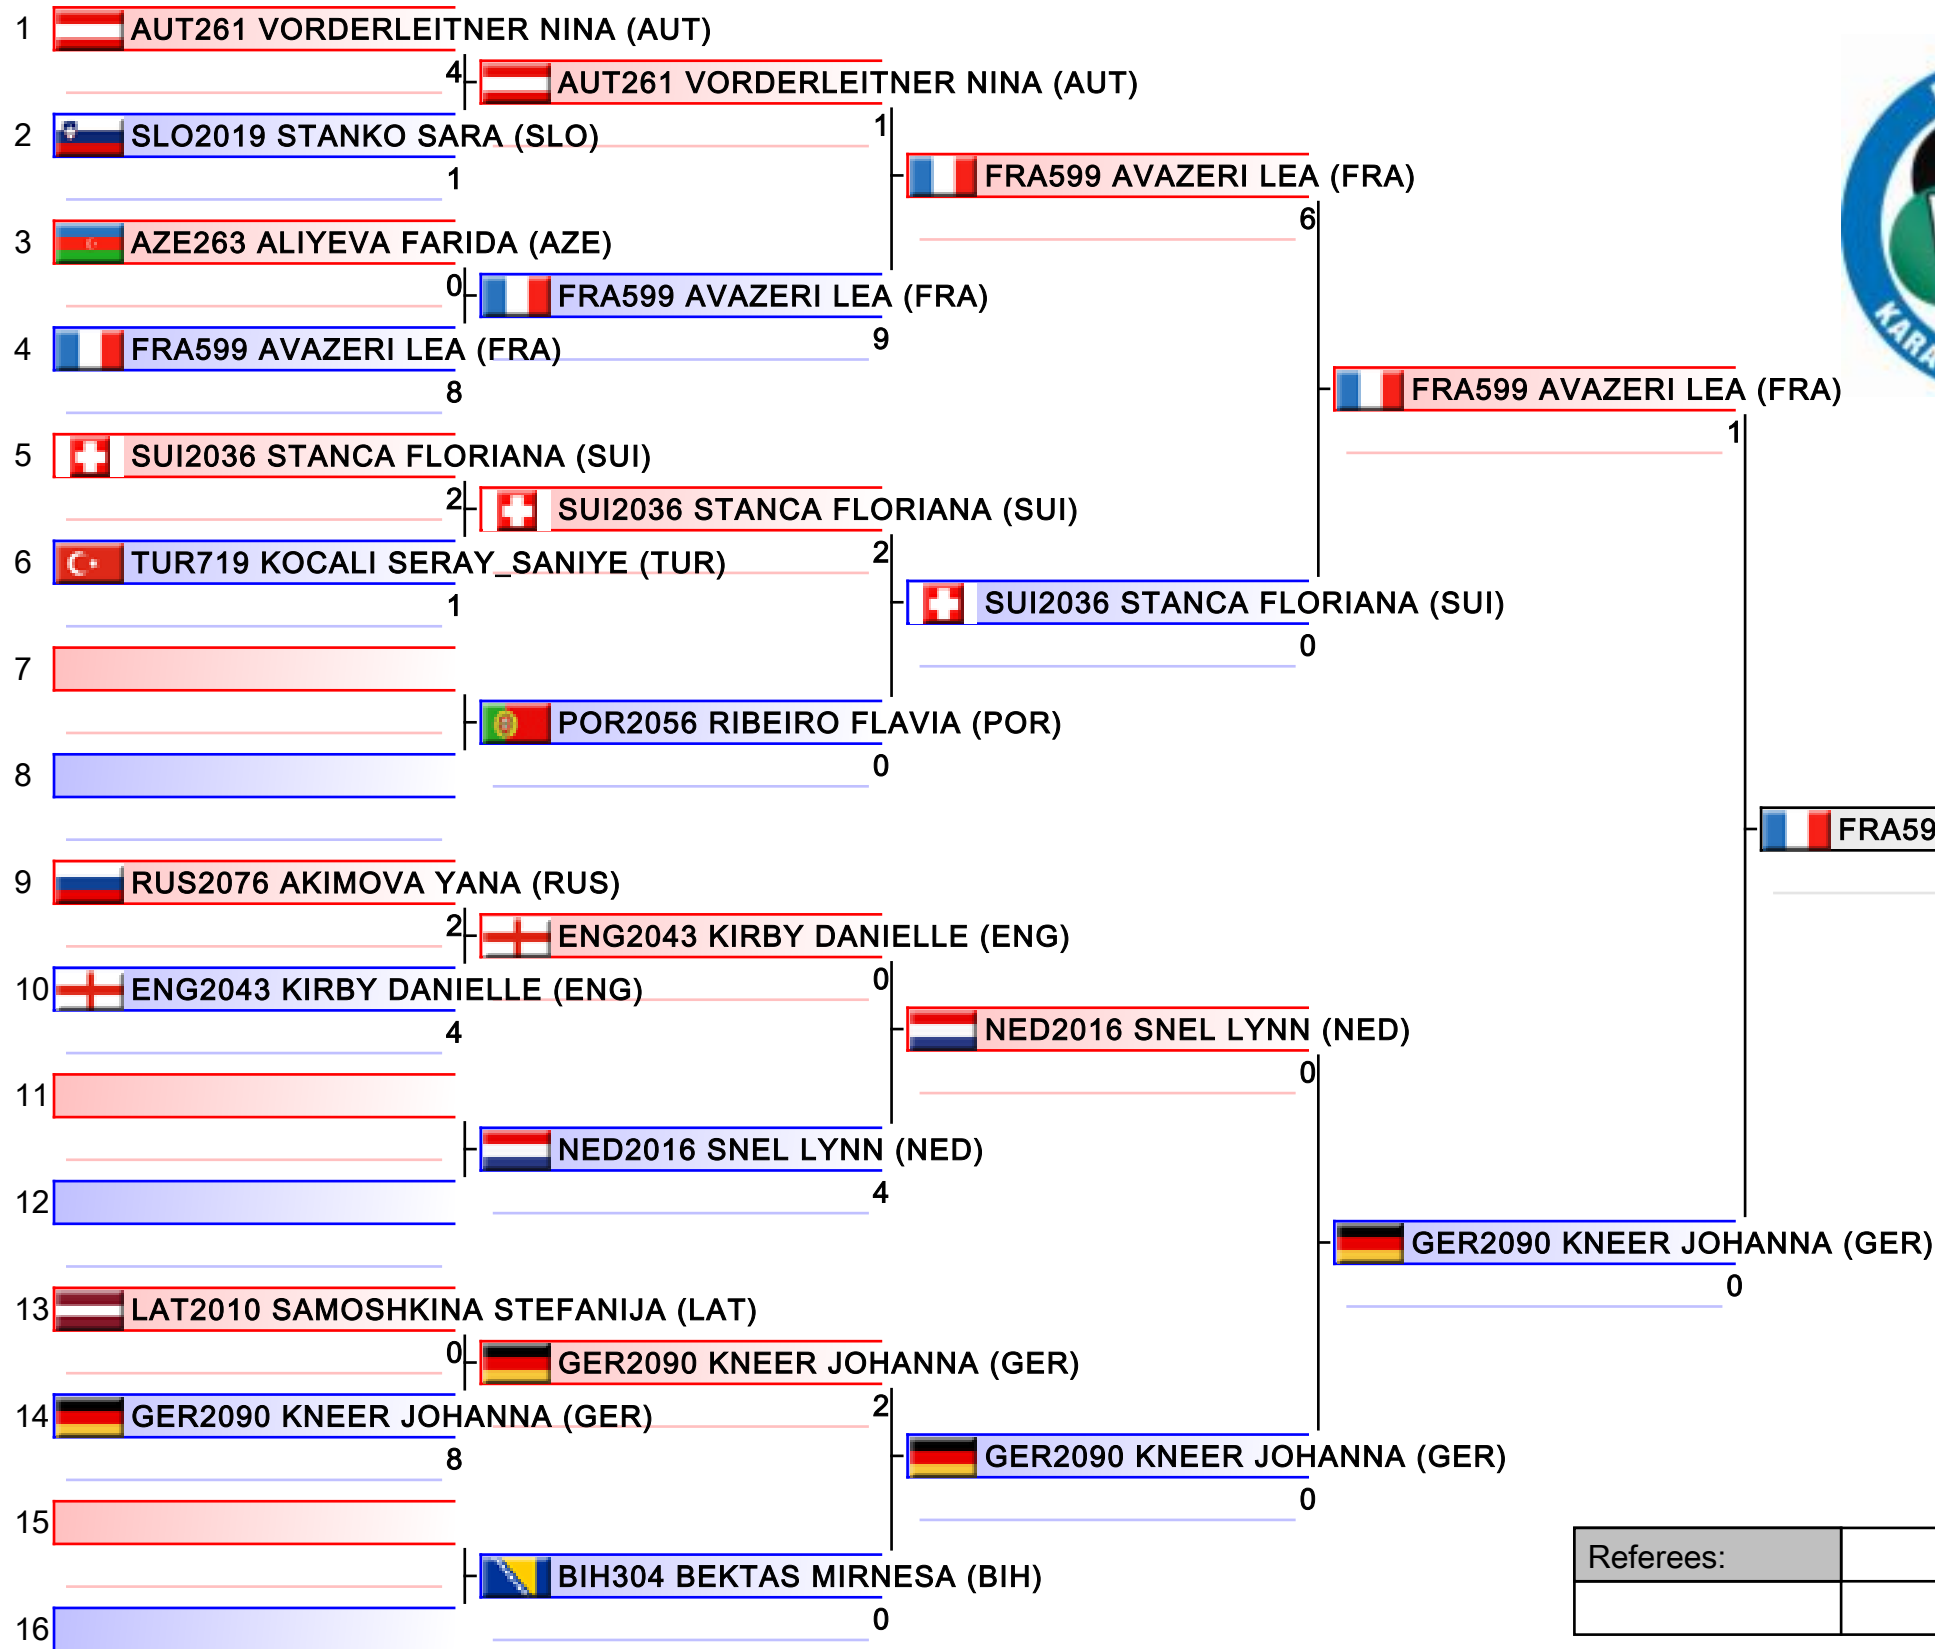 1 AUT261 VORDERLEITNER NINA (AUT)
4 AUT261 VORDERLEITNER NINA (AUT)
2 SLO2019 STANKO SARA (SLO)
1
1 FRA599 AVAZERI LEA (FRA)
6
3 AZE263 ALIYEVA FARIDA (AZE)
0 FRA599 AVAZERI LEA (FRA)
9
4 FRA599 AVAZERI LEA (FRA)
8
FRA599 AVAZERI LEA (FRA)
1
5 SUI2036 STANCA FLORIANA (SUI)
2 SUI2036 STANCA FLORIANA (SUI)
2
6 TUR719 KOCALI SERAY_SANIYE (TUR)
1
SUI2036 STANCA FLORIANA (SUI)
0
7
POR2056 RIBEIRO FLAVIA (POR)
0
8
FRA59
9 RUS2076 AKIMOVA YANA (RUS)
2 ENG2043 KIRBY DANIELLE (ENG)
0
10 ENG2043 KIRBY DANIELLE (ENG)
4
NED2016 SNEL LYNN (NED)
0
11
NED2016 SNEL LYNN (NED)
4
12
GER2090 KNEER JOHANNA (GER)
0
13 LAT2010 SAMOSHKINA STEFANIJA (LAT)
0 GER2090 KNEER JOHANNA (GER)
2
14 GER2090 KNEER JOHANNA (GER)
8
GER2090 KNEER JOHANNA (GER)
0
15
BIH304 BEKTAS MIRNESA (BIH)
0
16
Referees: